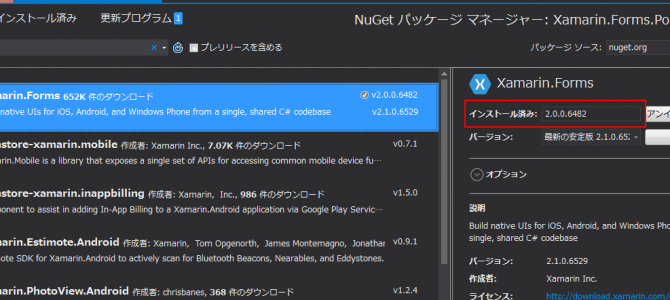 インストール済み 更新プログラム 1 NuGet パッケージ マネージャー: Xamarin.Forms.Po
プレリリースを含める パッケージ ソース: nuget.org
arin.Forms 652K 件のダウンロード v2.0.0.6482
native UIs for iOS, Android, and Windows Phone from a single, shared C# codebase v2.1.0.6529
store-xamarin.mobile 作成者: Xamarin Inc., 7.07K 件のダウンロード v0.7.1
rin.Mobile is a library that exposes a single set of APIs for accessing common mobile device fu…
store-xamarin.inappbilling 作成者: Xamarin, Inc., 986 件のダウンロード v1.5.0
ponent to assist in adding In-App Billing to a Xamarin.Android application via Google Play Servic…
arin.Estimote.Android 作成者: Xamarin, Tom Opgenorth, James Montemagno, Jonathan v0.9.1
ote SDK for Xamarin.Android to actively scan for Bluetooth Beacons, Nearables, and Eddystones.
arin.PhotoView.Android 作成者: chrisbanes, 368 件のダウンロード v1.2.4
Xamarin.Forms
インストール済み: 2.0.0.6482 アンイ
バージョン: 最新の安定版 2.1.0.652
オプション
説明
Build native UIs for iOS, Android, and Windows Pho
single, shared C# codebase
バージョン: 2.1.0.6529
作成者: Xamarin Inc.
ライセンス: http://download.xamarin.com